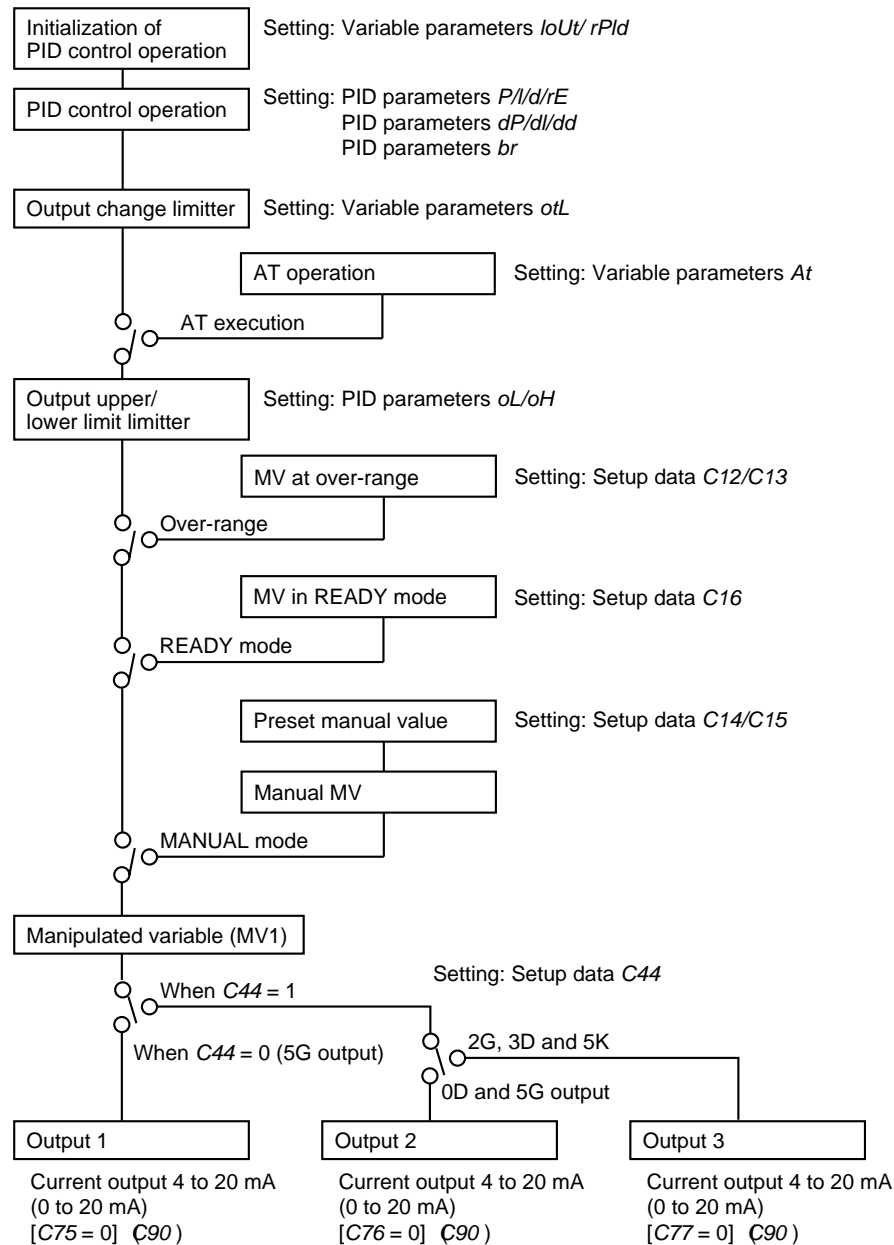 Initialization of
PID control operation
Setting: Variable parameters IoUt/ rPId
PID control operation
Setting: PID parameters P/I/d/rE
PID parameters dP/dI/dd
PID parameters br
Output change limitter
Setting: Variable parameters otL
AT operation
Setting: Variable parameters At
AT execution
Output upper/
lower limit limitter
Setting: PID parameters oL/oH
MV at over-range
Setting: Setup data C12/C13
Over-range
MV in READY mode
Setting: Setup data C16
READY mode
Preset manual value
Setting: Setup data C14/C15
Manual MV
MANUAL mode
Manipulated variable (MV1)
Setting: Setup data C44
When C44 = 1
2G, 3D and 5K
When C44 = 0 (5G output)
0D and 5G output
Output 1
Output 2
Output 3
Current output 4 to 20 mA
(0 to 20 mA)
[C75 = 0] (C90 )
Current output 4 to 20 mA
(0 to 20 mA)
[C76 = 0] (C90 )
Current output 4 to 20 mA
(0 to 20 mA)
[C77 = 0] (C90 )